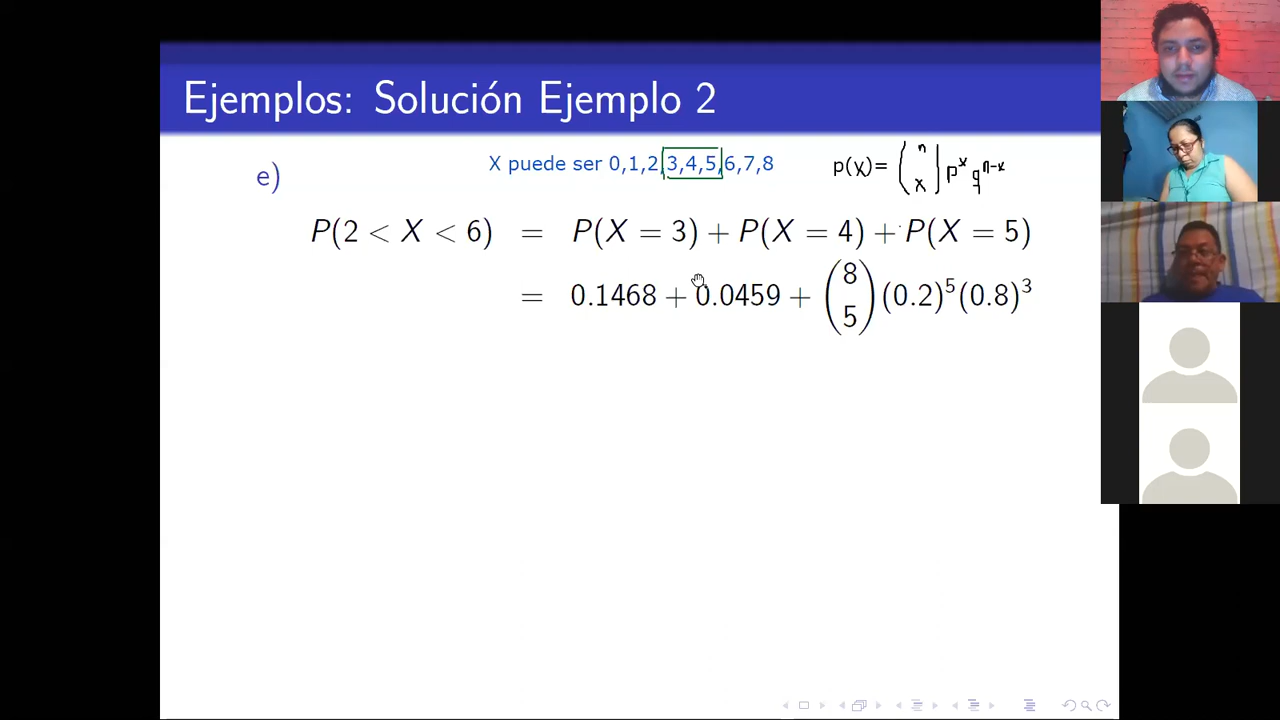 Ejemplos: Solución Ejemplo 2
e)
X puede ser 0,1,2,3,4,5,6,7,8
p(x)= (n x) p^x q^n-x
P(2 < X < 6) = P(X = 3) + P(X = 4) + P(X = 5)
= 0.1468 + 0.0459 + (8 5) (0.2)^5 (0.8)^3